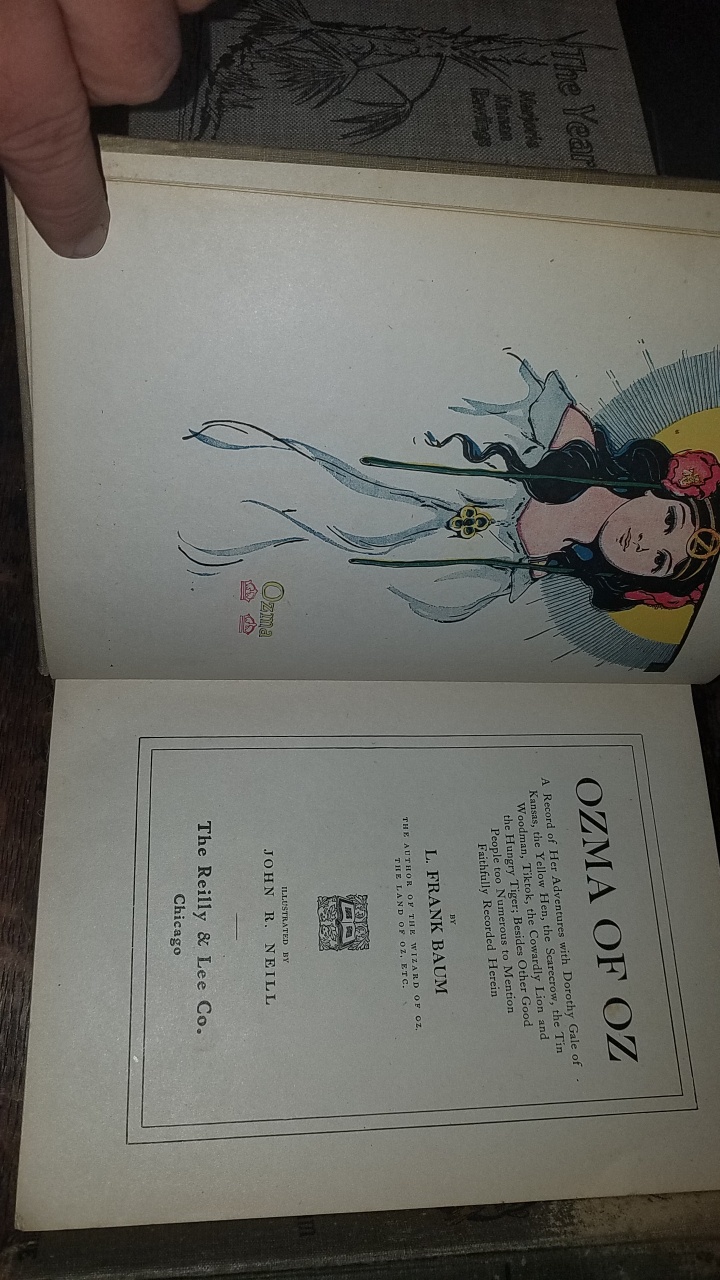 The Year
Marjorie
Kinnan
Rawlings
Ozma
OZMA OF OZ
A Record of Her Adventures with Dorothy Gale of
Kansas, the Yellow Hen, the Scarecrow, the Tin
Woodman, Tiktok, the Cowardly Lion and
the Hungry Tiger; Besides Other Good
People too Numerous to Mention
Faithfully Recorded Herein
BY
L. FRANK BAUM
THE AUTHOR OF THE WIZARD OF OZ,
THE LAND OF OZ, ETC.
ILLUSTRATED BY
JOHN R. NEILL
The Reilly & Lee Co.
Chicago